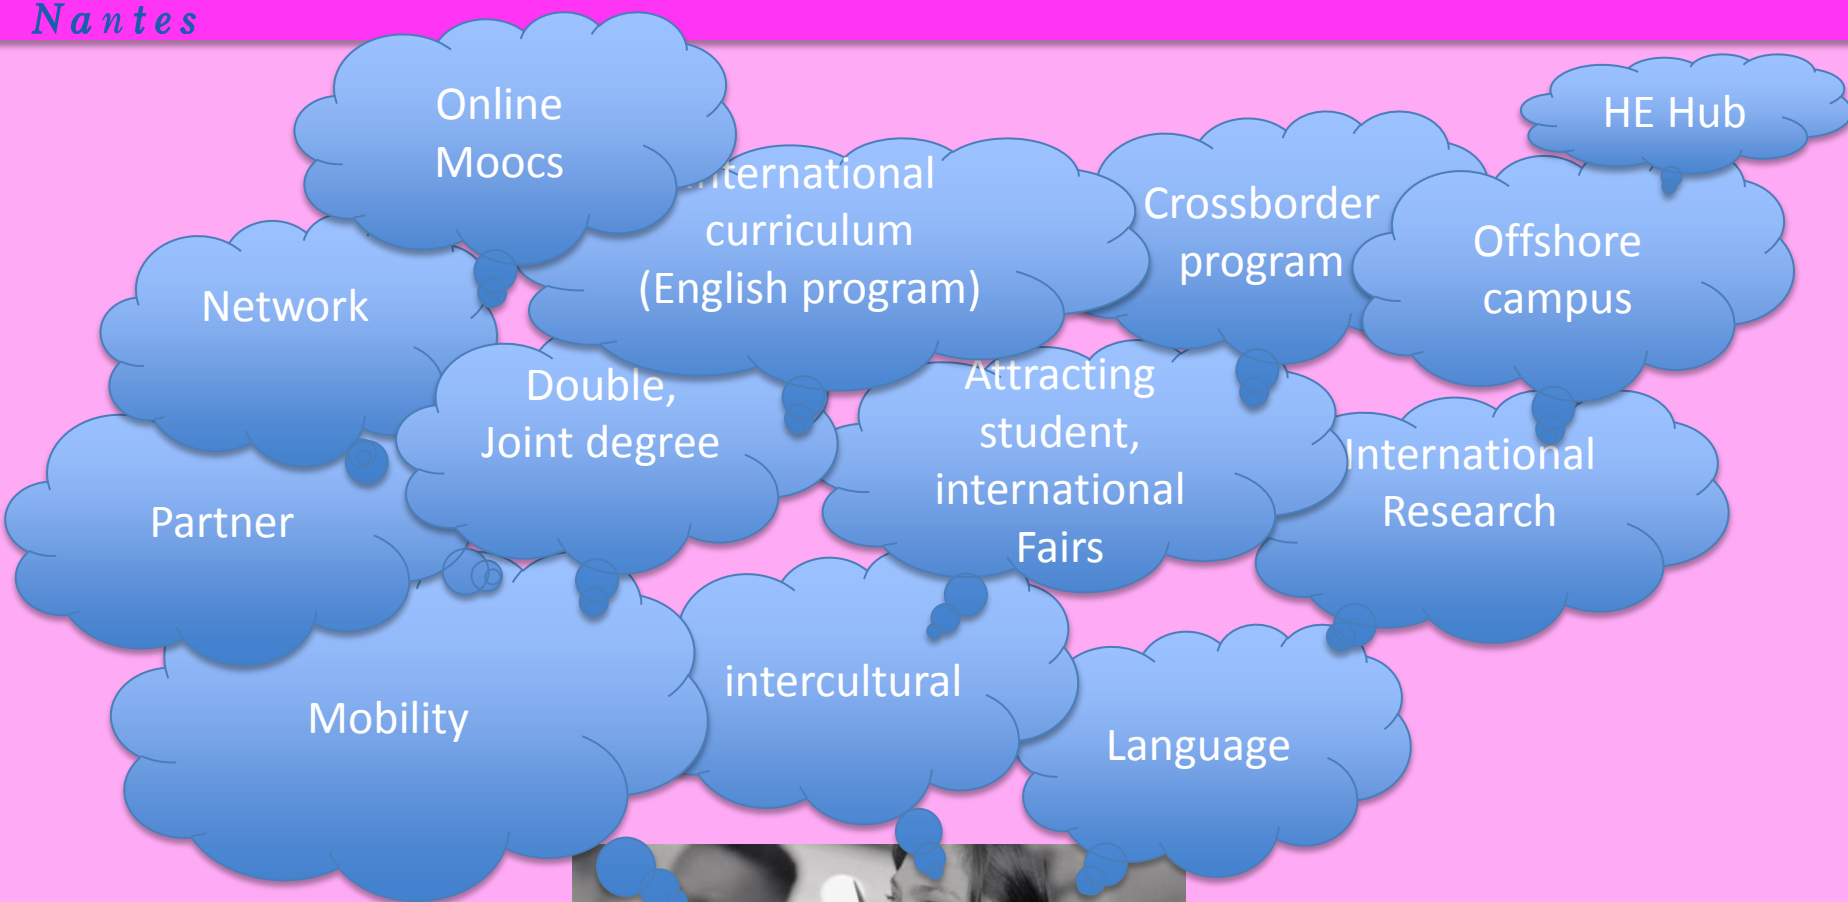 Nantes
Online
Moocs
HE Hub
International
curriculum
(English program)
Crossborder
program
Offshore
campus
Network
Double,
Joint degree
Attracting
student,
international
Fairs
International
Research
Partner
Mobility
intercultural
Language